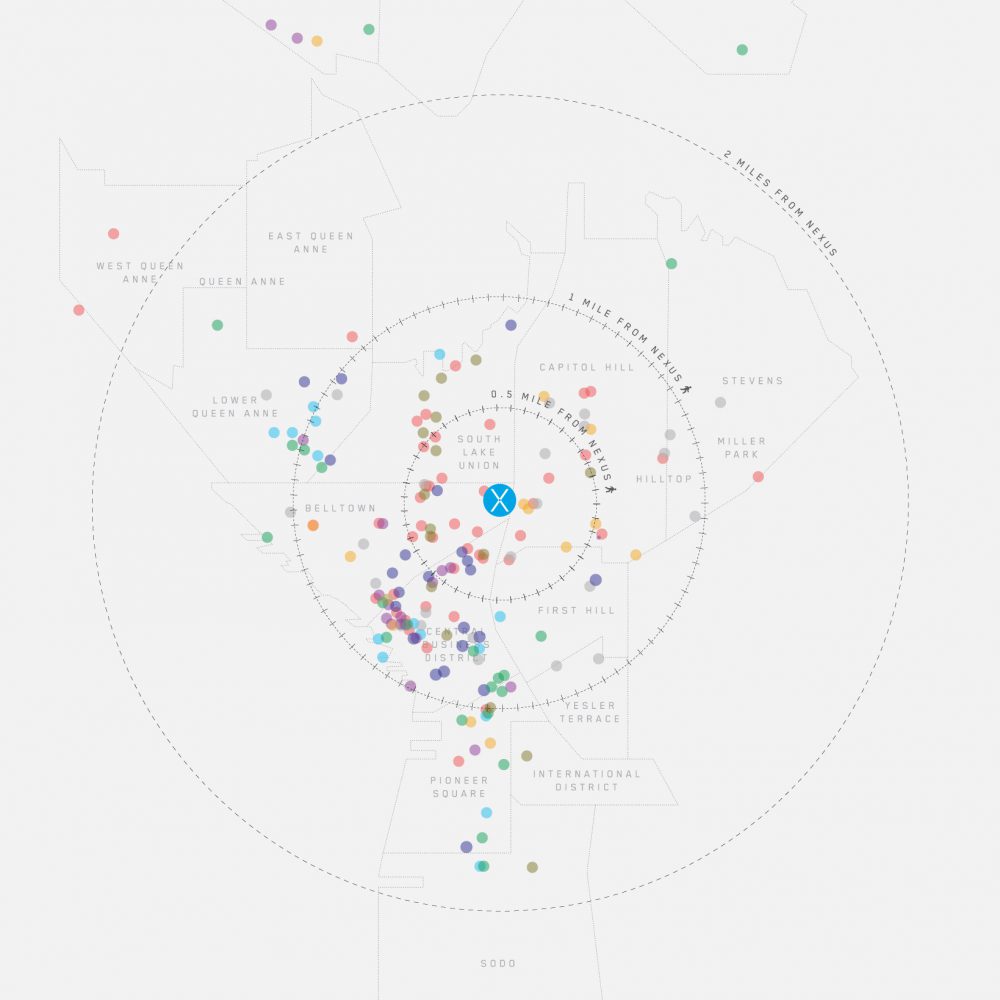 2 MILES FROM NEXUS
EAST QUEEN
ANNE
WEST QUEEN
ANNE
QUEEN ANNE
1 MILE FROM NEXUS
CAPITOL HILL
STEVENS
0.5 MILE FROM NEXUS
LOWER
QUEEN ANNE
SOUTH
LAKE
UNION
MILLER
PARK
HILLTOP
X
BELLTOWN
FIRST HILL
CENTRAL
BUSINESS
DISTRICT
YESLER
TERRACE
PIONEER
SQUARE
INTERNATIONAL
DISTRICT
SODO